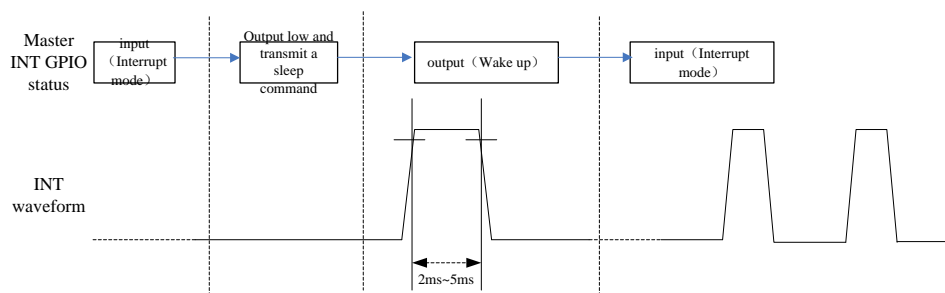 Master
INT GPIO
status
input
（Interrupt
mode）
Output low and
transmit a
sleep
command
output（Wake up）
input（Interrupt
mode）
INT
waveform
2ms~5ms